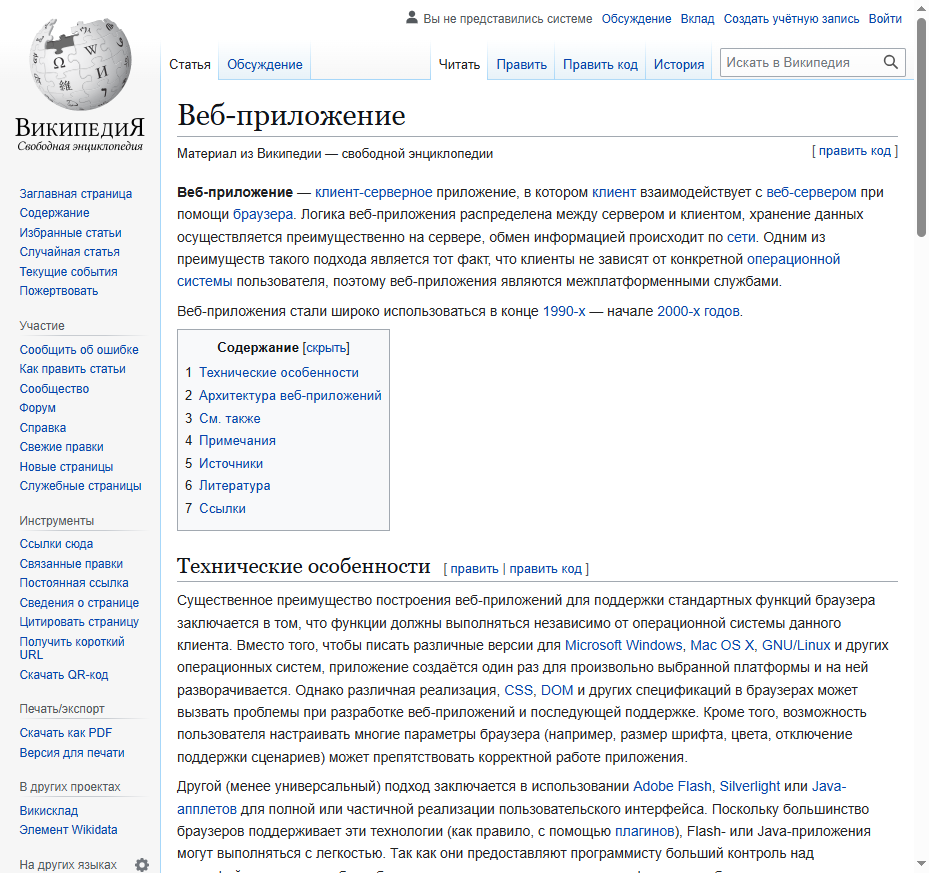 Вы не представились системе Обсуждение Вклад Создать учётную запись Войти
Статья Обсуждение Читать Править Править код История Искать в Википедия
ВикипедиЯ
Свободная энциклопедия
Заглавная страница
Содержание
Избранные статьи
Случайная статья
Текущие события
Пожертвовать
Участие
Сообщить об ошибке
Как править статьи
Сообщество
Форум
Справка
Свежие правки
Новые страницы
Служебные страницы
Инструменты
Ссылки сюда
Связанные правки
Постоянная ссылка
Сведения о странице
Цитировать страницу
Получить короткий
URL
Скачать QR-код
Печать/экспорт
Скачать как PDF
Версия для печати
В других проектах
Викисклад
Элемент Wikidata
На других языках
Веб-приложение
Материал из Википедии — свободной энциклопедии [ править код ]
Веб-приложение — клиент-серверное приложение, в котором клиент взаимодействует с веб-сервером при
помощи браузера. Логика веб-приложения распределена между сервером и клиентом, хранение данных
осуществляется преимущественно на сервере, обмен информацией происходит по сети. Одним из
преимуществ такого подхода является тот факт, что клиенты не зависят от конкретной операционной
системы пользователя, поэтому веб-приложения являются межплатформенными службами.
Веб-приложения стали широко использоваться в конце 1990-х — начале 2000-х годов.
Содержание [скрыть]
1 Технические особенности
2 Архитектура веб-приложений
3 См. также
4 Примечания
5 Источники
6 Литература
7 Ссылки
Технические особенности [ править | править код ]
Существенное преимущество построения веб-приложений для поддержки стандартных функций браузера
заключается в том, что функции должны выполняться независимо от операционной системы данного
клиента. Вместо того, чтобы писать различные версии для Microsoft Windows, Mac OS X, GNU/Linux и других
операционных систем, приложение создаётся один раз для произвольно выбранной платформы и на ней
разворачивается. Однако различная реализация, CSS, DOM и других спецификаций в браузерах может
вызвать проблемы при разработке веб-приложений и последующей поддержке. Кроме того, возможность
пользователя настраивать многие параметры браузера (например, размер шрифта, цвета, отключение
поддержки сценариев) может препятствовать корректной работе приложения.
Другой (менее универсальный) подход заключается в использовании Adobe Flash, Silverlight или Java-
апплетов для полной или частичной реализации пользовательского интерфейса. Поскольку большинство
браузеров поддерживает эти технологии (как правило, с помощью плагинов), Flash- или Java-приложения
могут выполняться с легкостью. Так как они предоставляют программисту больший контроль над